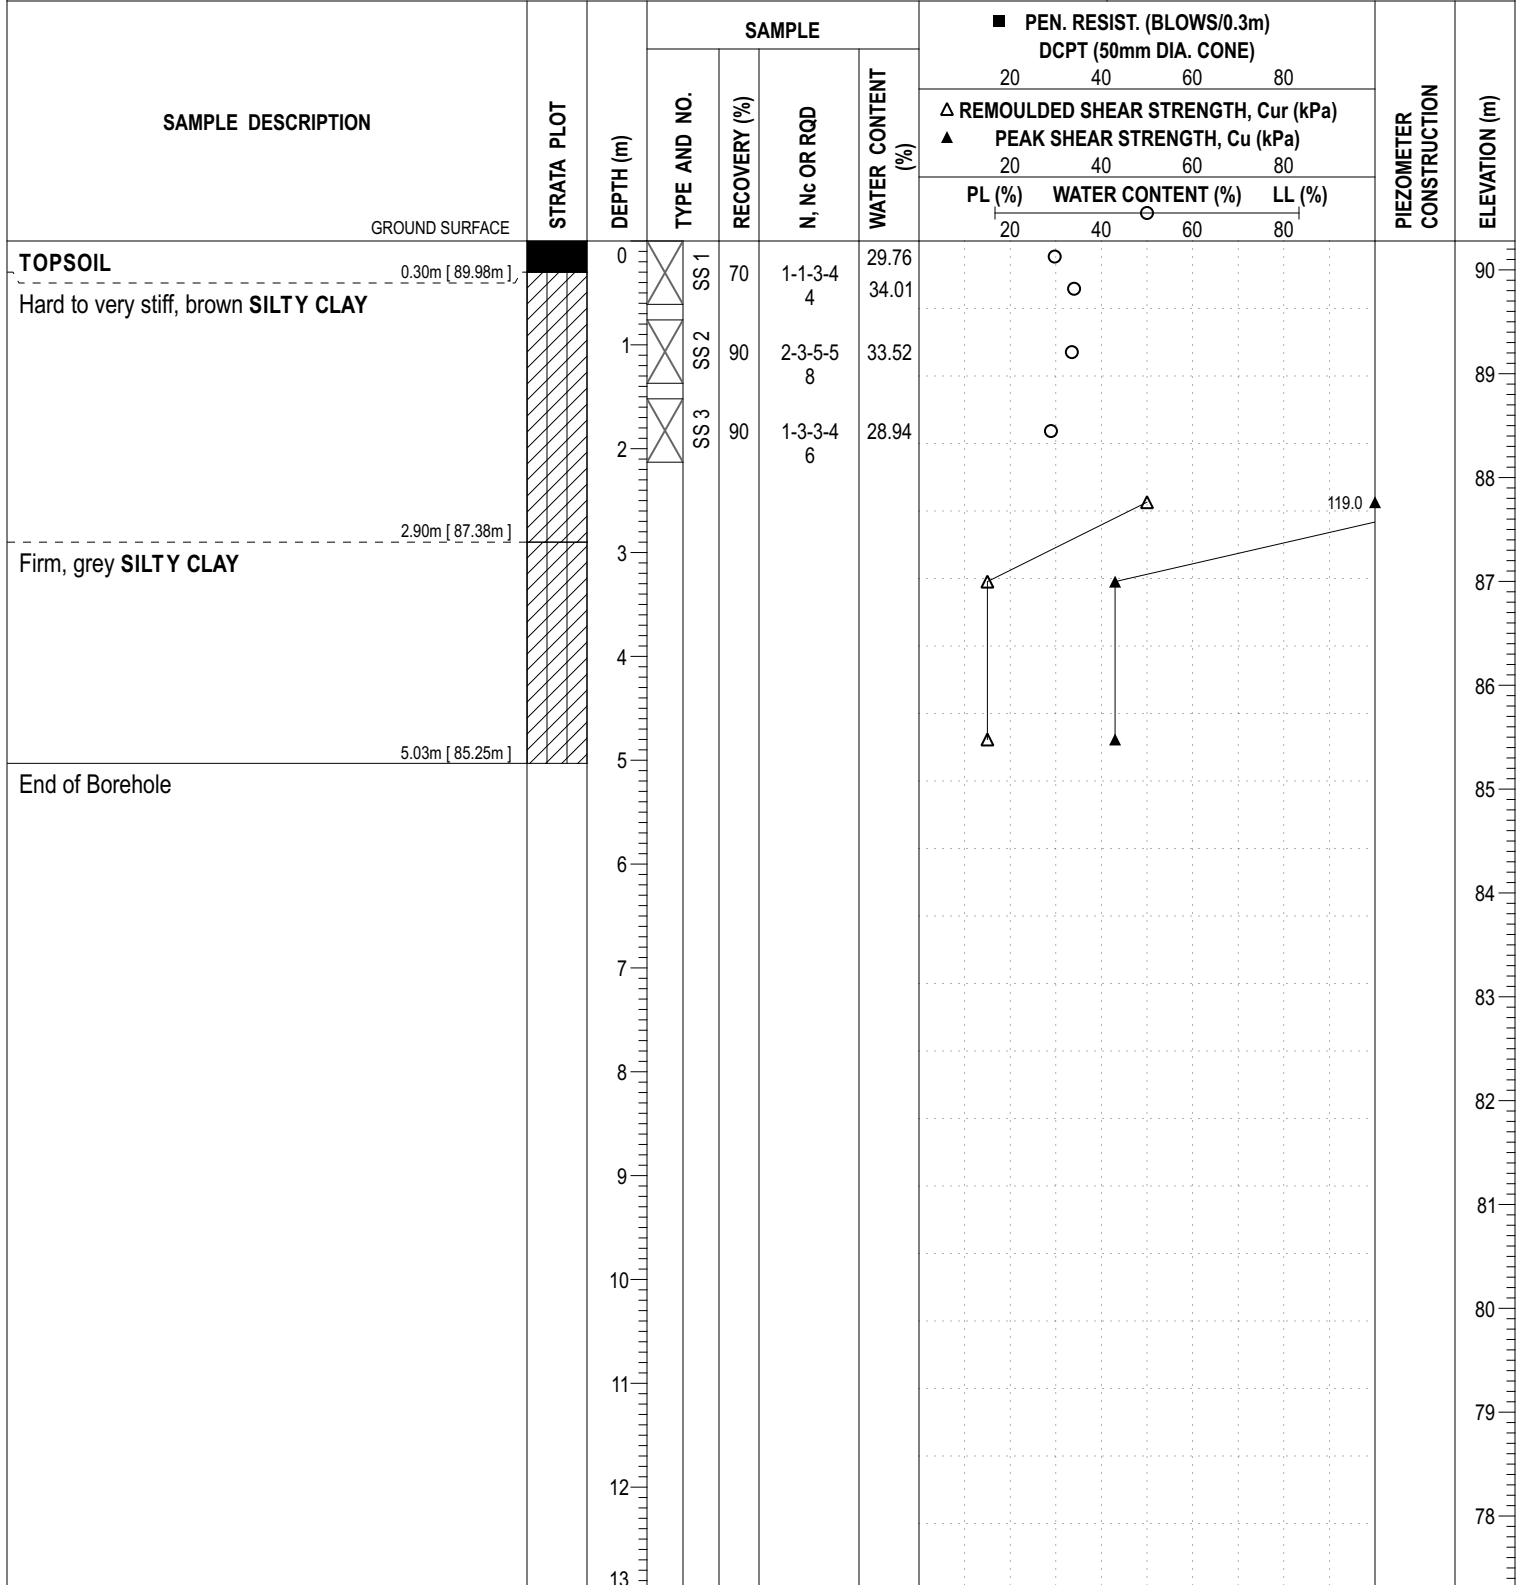 SAMPLE DESCRIPTION
GROUND SURFACE
STRATA PLOT
DEPTH (m)
SAMPLE
TYPE AND NO.
RECOVERY (%)
N, Nc OR RQD
WATER CONTENT
(%)
■ PEN. RESIST. (BLOWS/0.3m)
DCPT (50mm DIA. CONE)
20 40 60 80
△ REMOULDED SHEAR STRENGTH, Cur (kPa)
▲ PEAK SHEAR STRENGTH, Cu (kPa)
20 40 60 80
PL (%) WATER CONTENT (%) LL (%)
20 40 60 80
PIEZOMETER
CONSTRUCTION
ELEVATION (m)
TOPSOIL
0.30m [ 89.98m ]
Hard to very stiff, brown SILTY CLAY
2.90m [ 87.38m ]
Firm, grey SILTY CLAY
5.03m [ 85.25m ]
End of Borehole
0
1
2
3
4
5
6
7
8
9
10
11
12
13
SS 1
70
1-1-3-4
4
29.76
34.01
SS 2
90
2-3-5-5
8
33.52
SS 3
90
1-3-3-4
6
28.94
119.0
90
89
88
87
86
85
84
83
82
81
80
79
78